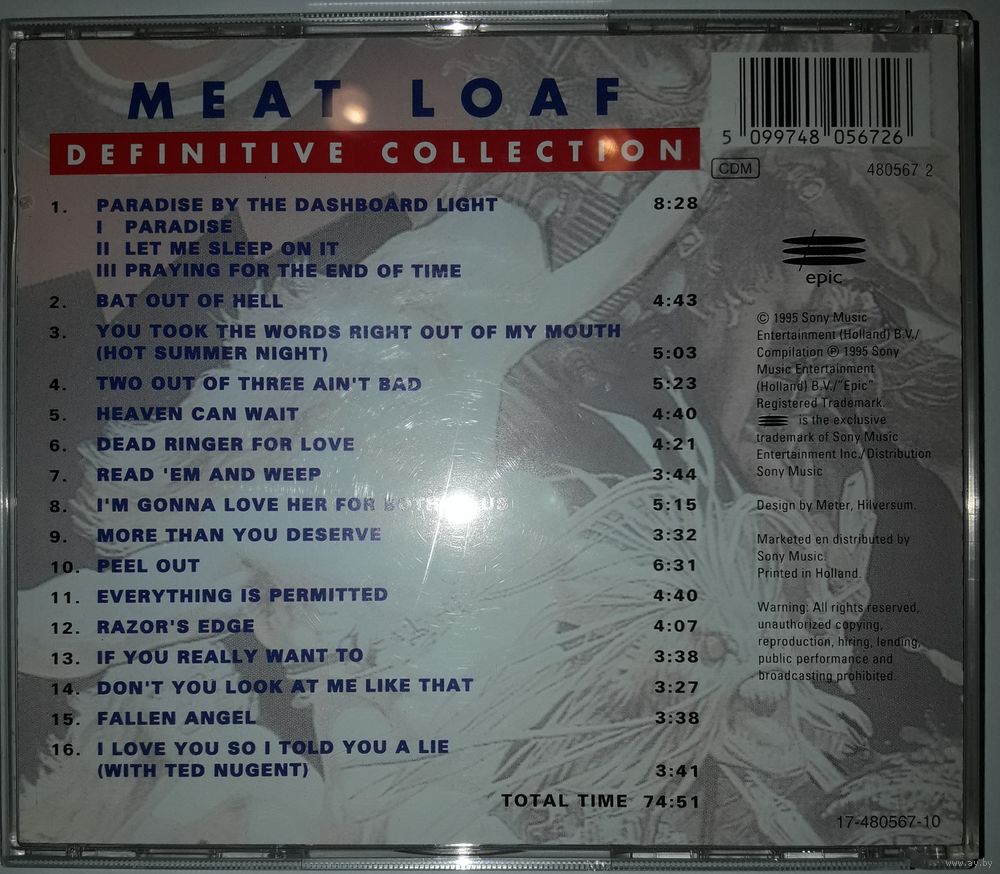 MEAT LOAF
DEFINITIVE COLLECTION
5 099748 056726
CDM 480567 2
1. PARADISE BY THE DASHBOARD LIGHT 8:28
I PARADISE
II LET ME SLEEP ON IT
III PRAYING FOR THE END OF TIME
2. BAT OUT OF HELL 4:43
3. YOU TOOK THE WORDS RIGHT OUT OF MY MOUTH
(HOT SUMMER NIGHT) 5:03
4. TWO OUT OF THREE AIN'T BAD 5:23
5. HEAVEN CAN WAIT 4:40
6. DEAD RINGER FOR LOVE 4:21
7. READ 'EM AND WEEP 3:44
8. I'M GONNA LOVE HER FOR BOTH US 5:15
9. MORE THAN YOU DESERVE 3:32
10. PEEL OUT 6:31
11. EVERYTHING IS PERMITTED 4:40
12. RAZOR'S EDGE 4:07
13. IF YOU REALLY WANT TO 3:38
14. DON'T YOU LOOK AT ME LIKE THAT 3:27
15. FALLEN ANGEL 3:38
16. I LOVE YOU SO I TOLD YOU A LIE
(WITH TED NUGENT) 3:41
TOTAL TIME 74:51
epic
© 1995 Sony Music
Entertainment (Holland) B.V./
Compilation ℗ 1995 Sony
Music Entertainment
(Holland) B.V./"Epic"
Registered Trademark.
is the exclusive
trademark of Sony Music
Entertainment Inc./Distribution
Sony Music
Design by Meter, Hilversum.
Marketed en distributed by
Sony Music.
Printed in Holland.
Warning: All rights reserved,
unauthorized copying,
reproduction, hiring, lending,
public performance and
broadcasting prohibited.
17-480567-10
www.ay.by